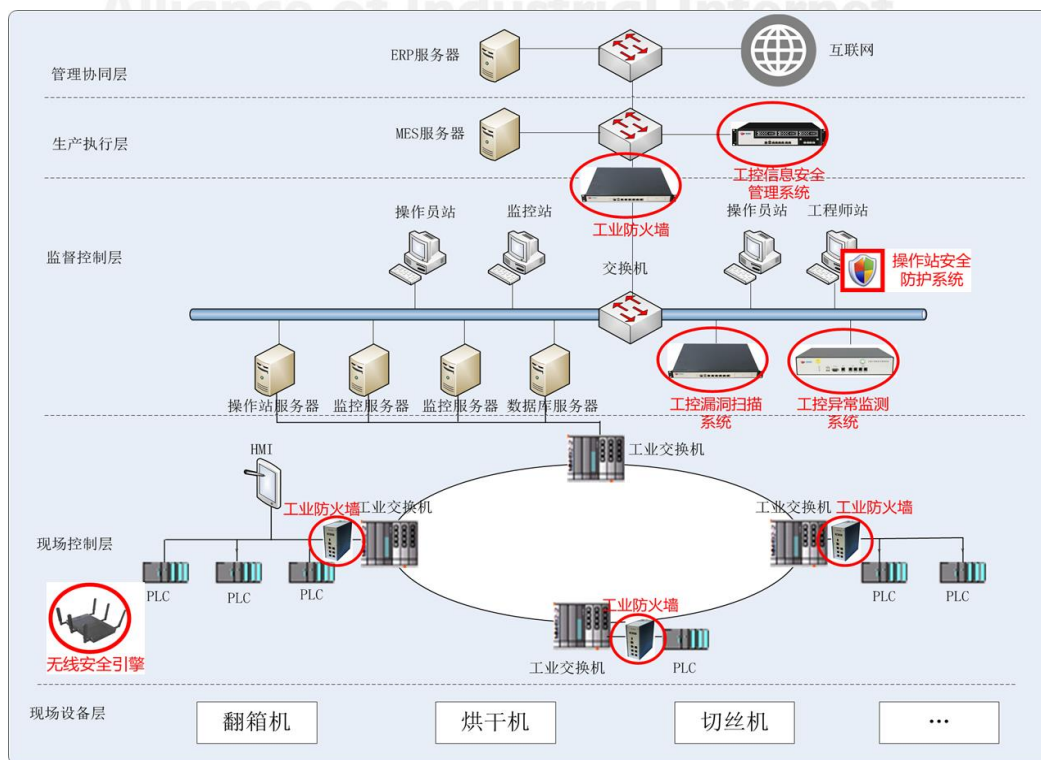 Alliance of Industrial Internet
ERP服务器
互联网
管理协同层
MES服务器
生产执行层
工控信息安全
管理系统
操作员站
监控站
工业防火墙
操作员站
工程师站
监督控制层
交换机
操作站安全
防护系统
操作站服务器
监控服务器
监控服务器
数据库服务器
工控漏洞扫描
系统
工控异常监测
系统
HMI
工业交换机
工业防火墙
工业交换机
工业交换机
工业防火墙
现场控制层
PLC
PLC
PLC
PLC
PLC
工业防火墙
无线安全引擎
工业交换机
PLC
现场设备层
翻箱机
烘干机
切丝机
...